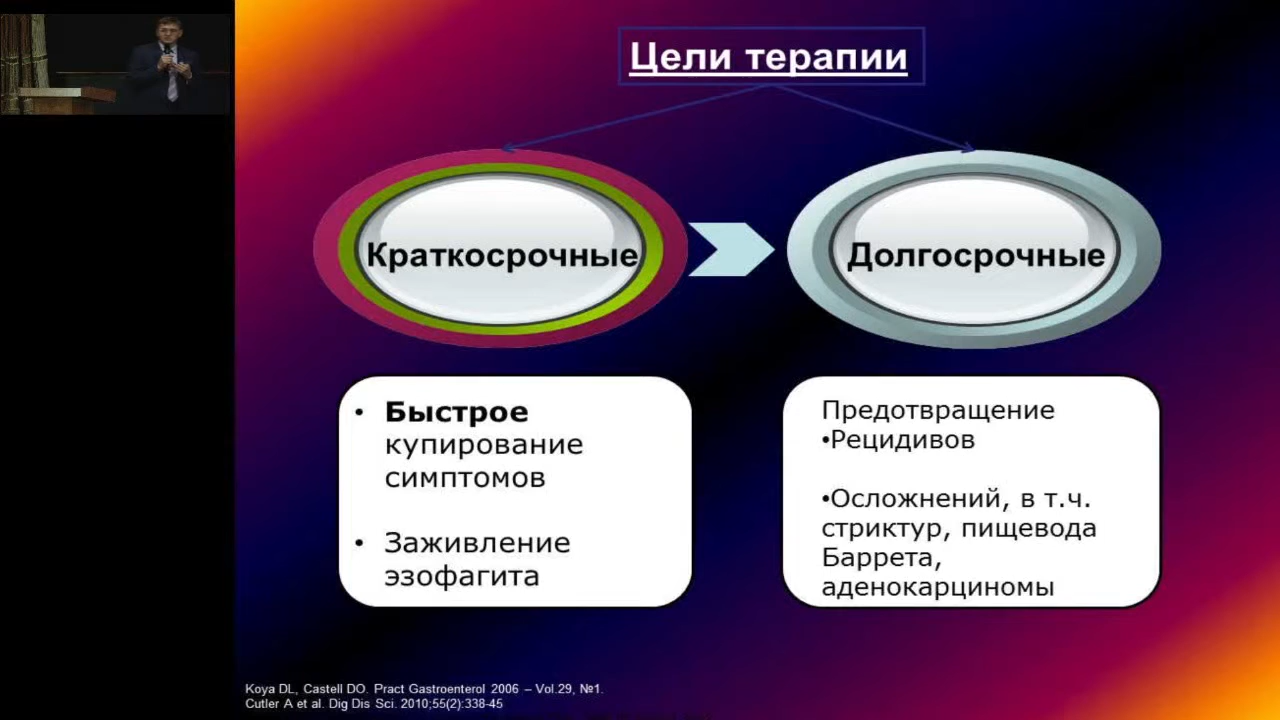 Цели терапии
Краткосрочные
Долгосрочные
• Быстрое
купирование
симптомов
• Заживление
эзофагита
Предотвращение
•Рецидивов
•Осложнений, в т.ч.
стриктур, пищевода
Баррета,
аденокарциномы
Koya DL, Castell DO. Pract Gastroenterol 2006 – Vol.29, №1.
Cutler A et al. Dig Dis Sci. 2010;55(2):338-45